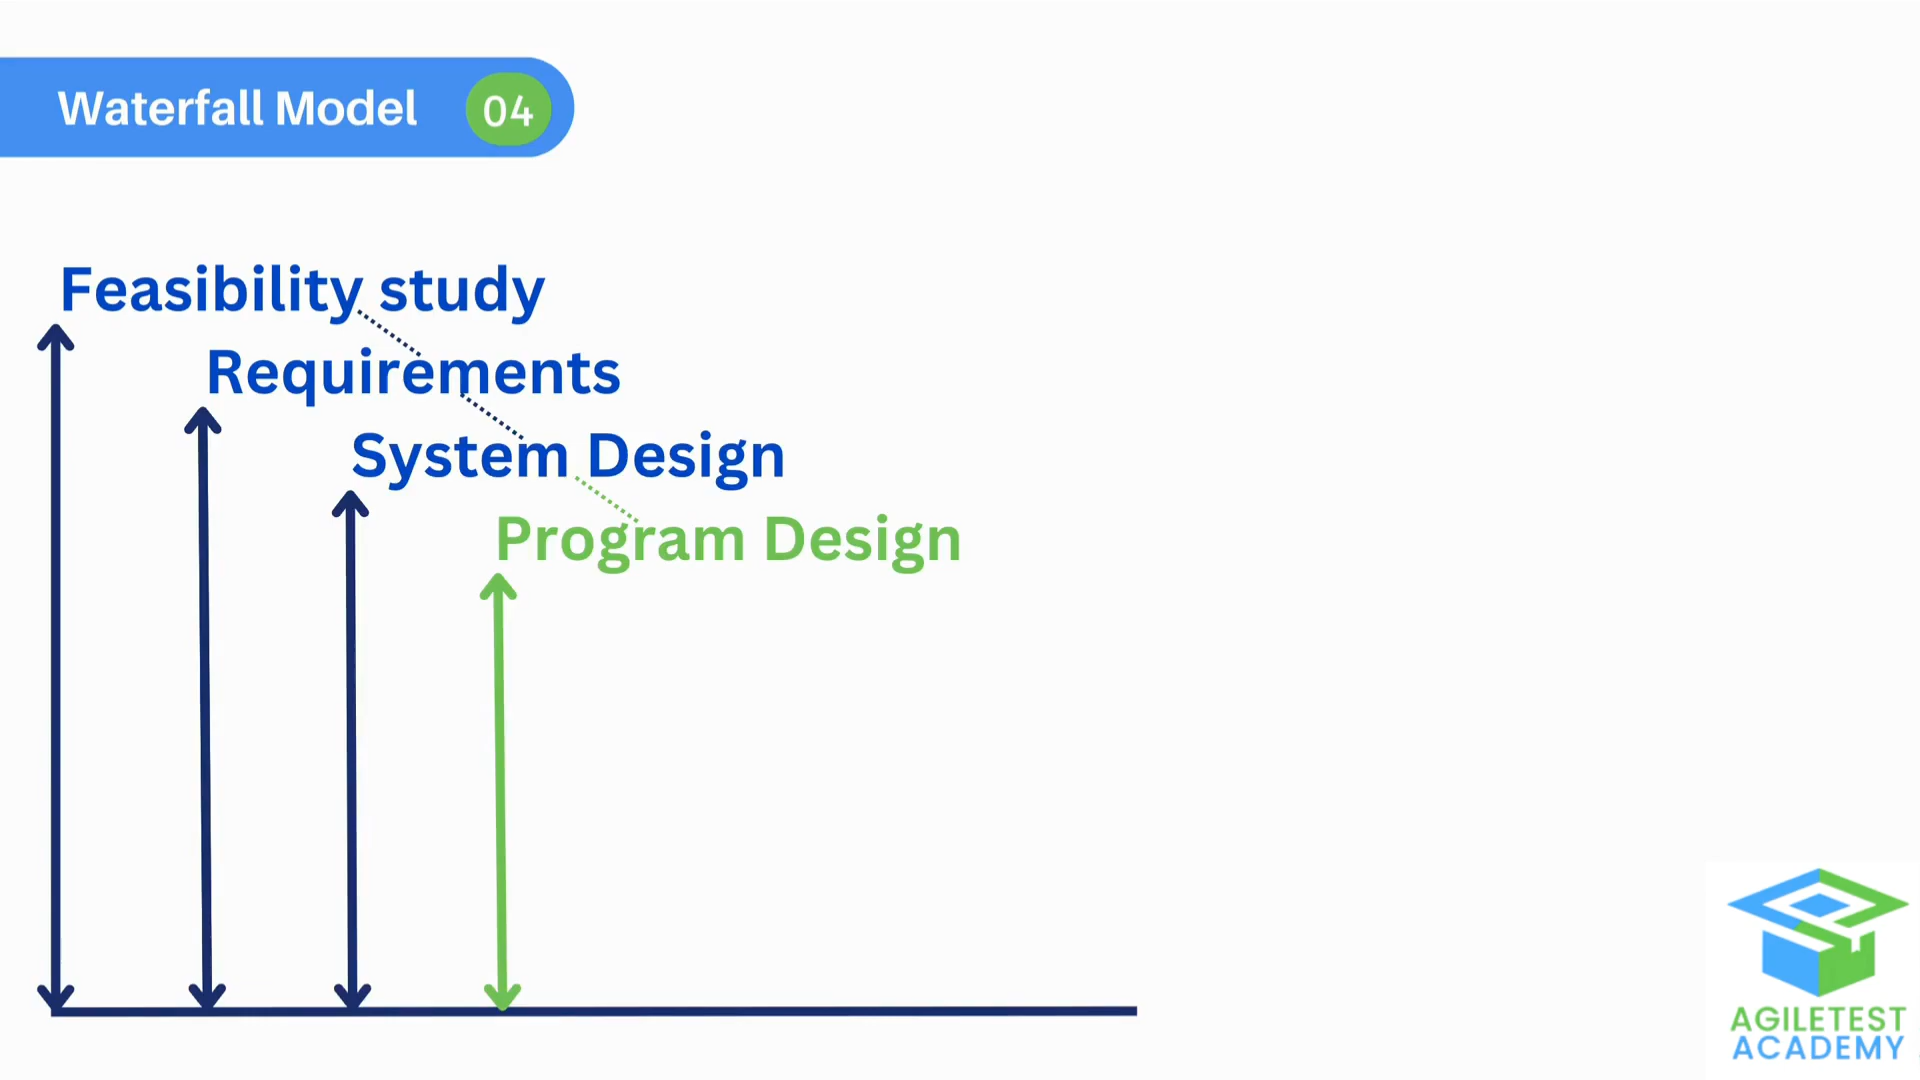 Waterfall Model 04
Feasibility study
Requirements
System Design
Program Design
AGILETEST
ACADEMY